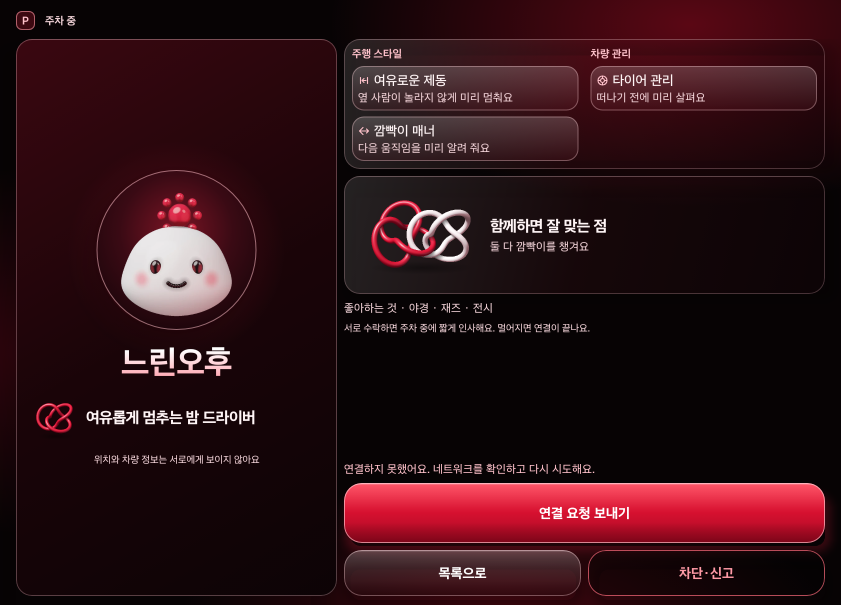 P 주차 중
느린오후
여유롭게 멈추는 밤 드라이버
위치와 차량 정보는 서로에게 보이지 않아요
주행 스타일
여유로운 제동
옆 사람이 놀라지 않게 미리 멈춰요
깜빡이 매너
다음 움직임을 미리 알려 줘요
차량 관리
타이어 관리
떠나기 전에 미리 살펴요
함께하면 잘 맞는 점
둘 다 깜빡이를 챙겨요
좋아하는 것 · 야경 · 재즈 · 전시
서로 수락하면 주차 중에 짧게 인사해요. 멀어지면 연결이 끝나요.
연결하지 못했어요. 네트워크를 확인하고 다시 시도해요.
연결 요청 보내기
목록으로
차단·신고